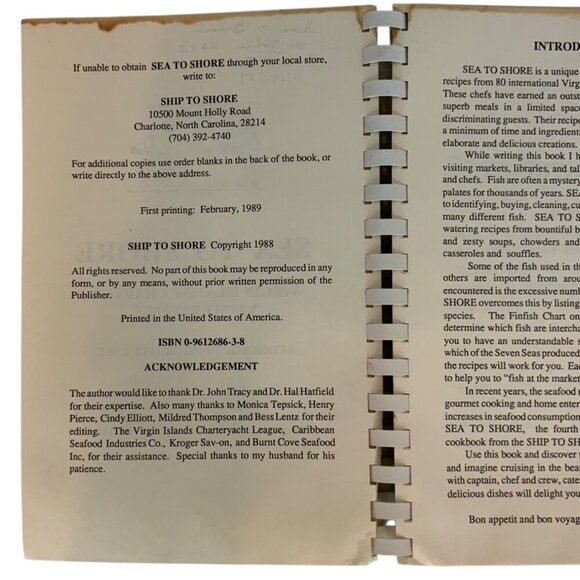 If unable to obtain SEA TO SHORE through your local store,
write to:
SHIP TO SHORE
10500 Mount Holly Road
Charlotte, North Carolina, 28214
(704) 392-4740
For additional copies use order blanks in the back of the book, or
write directly to the above address.
First printing: February, 1989
SHIP TO SHORE Copyright 1988
All rights reserved. No part of this book may be reproduced in any
form, or by any means, without prior written permission of the
Publisher.
Printed in the United States of America.
ISBN 0-9612686-3-8
ACKNOWLEDGEMENT
The author would like to thank Dr. John Tracy and Dr. Hal Hatfield
for their expertise. Also many thanks to Monica Tepsick, Henry
Pierce, Cindy Elliott, Mildred Thompson and Bess Lentz for their
editing. The Virgin Islands Charteryacht League, Caribbean
Seafood Industries Co., Kroger Sav-on, and Burnt Cove Seafood
Inc, for their assistance. Special thanks to my husband for his
patience.
INTROD
SEA TO SHORE is a unique
recipes from 80 international Virg
These chefs have earned an outst
superb meals in a limited spac
discriminating guests. Their recipe
a minimum of time and ingredients
elaborate and delicious creations.
While writing this book I h
visiting markets, libraries, and tal
and chefs. Fish are often a mystery
palates for thousands of years. SEA
to identifying, buying, cleaning, cu
many different fish. SEA TO S
watering recipes from bountiful b
and zesty soups, chowders and
casseroles and souffles.
Some of the fish used in th
others are imported from arou
encountered is the excessive numb
SHORE overcomes this by listing
species. The Finfish Chart on
determine which fish are interchan
you to have an understandable s
which of the Seven Seas produced
the recipes will work for you. Eac
to help you to "fish at the market
In recent years, the seafood r
gourmet cooking and home enter
increases in seafood consumption
SEA TO SHORE, the fourth
cookbook from the SHIP TO SH
Use this book and discover t
and imagine cruising in the bea
with captain, chef and crew, cate
delicious dishes will delight you
Bon appetit and bon voyag